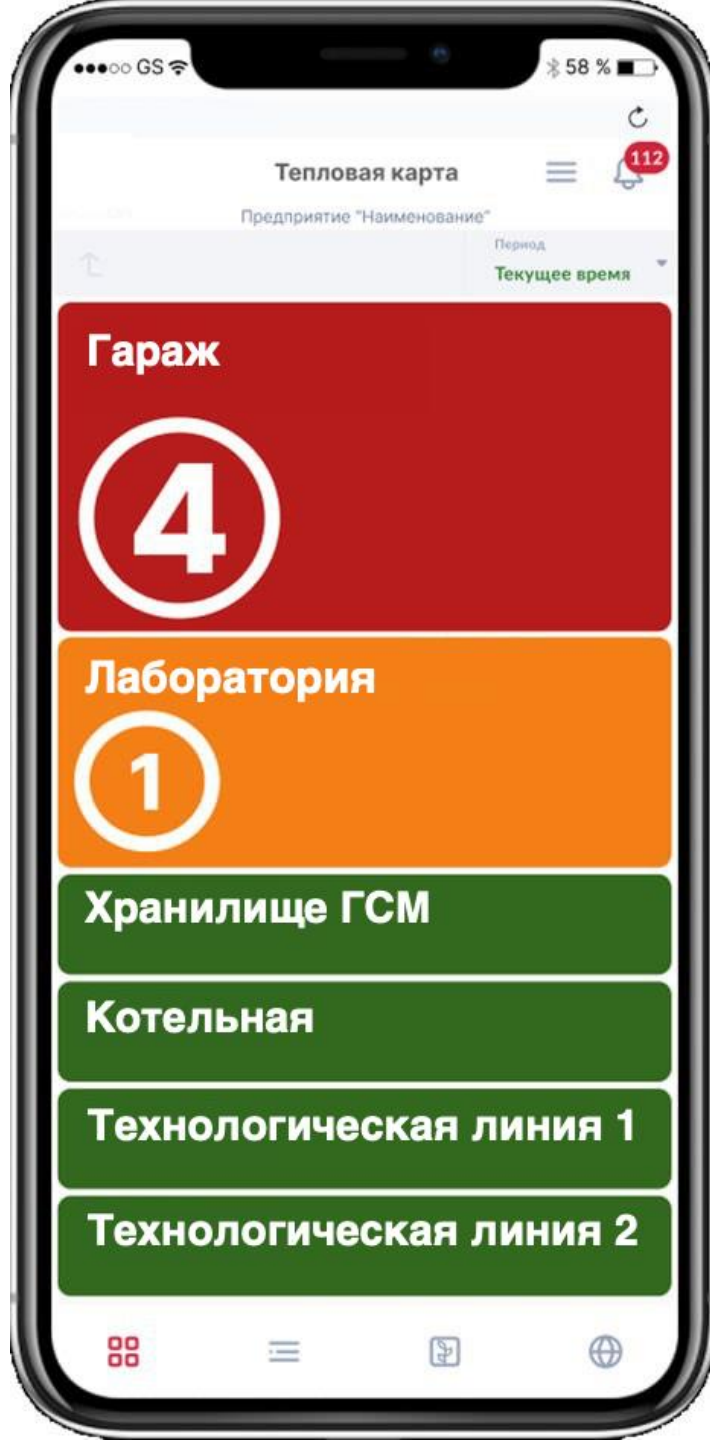 GS 58 %
112
Тепловая карта
Предприятие "Наименование"
Период
Текущее время
Гараж
4
Лаборатория
1
Хранилище ГСМ
Котельная
Технологическая линия 1
Технологическая линия 2